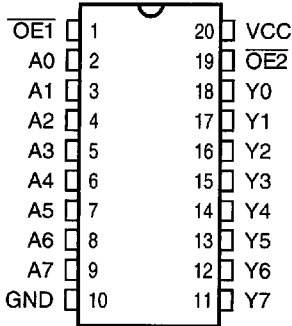 O̅E̅1̅ 1 20 VCC
A0 2 19 O̅E̅2̅
A1 3 18 Y0
A2 4 17 Y1
A3 5 16 Y2
A4 6 15 Y3
A5 7 14 Y4
A6 8 13 Y5
A7 9 12 Y6
GND 10 11 Y7